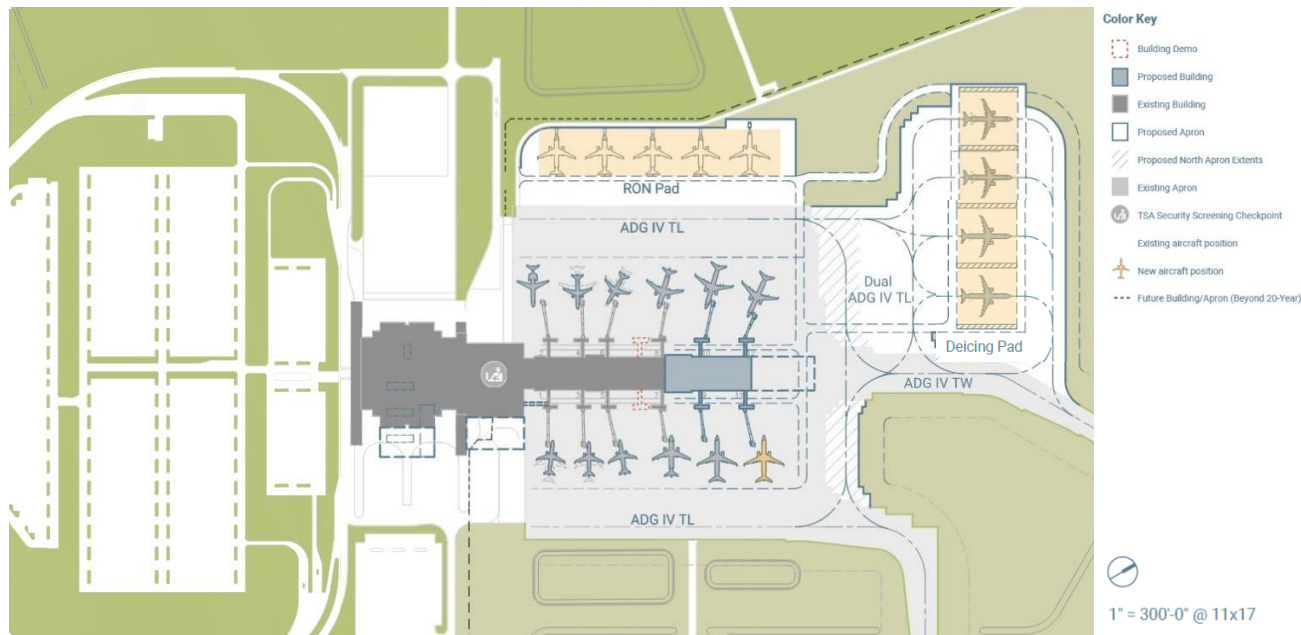 Color Key
Building Demo
Proposed Building
Existing Building
Proposed Apron
Proposed North Apron Extents
Existing Apron
TSA Security Screening Checkpoint
Existing aircraft position
New aircraft position
Future Building/Apron (Beyond 20-Year)
RON Pad
ADG IV TL
Dual
ADG IV TL
Deicing Pad
ADG IV TW
ADG IV TL
1" = 300'-0" @ 11x17